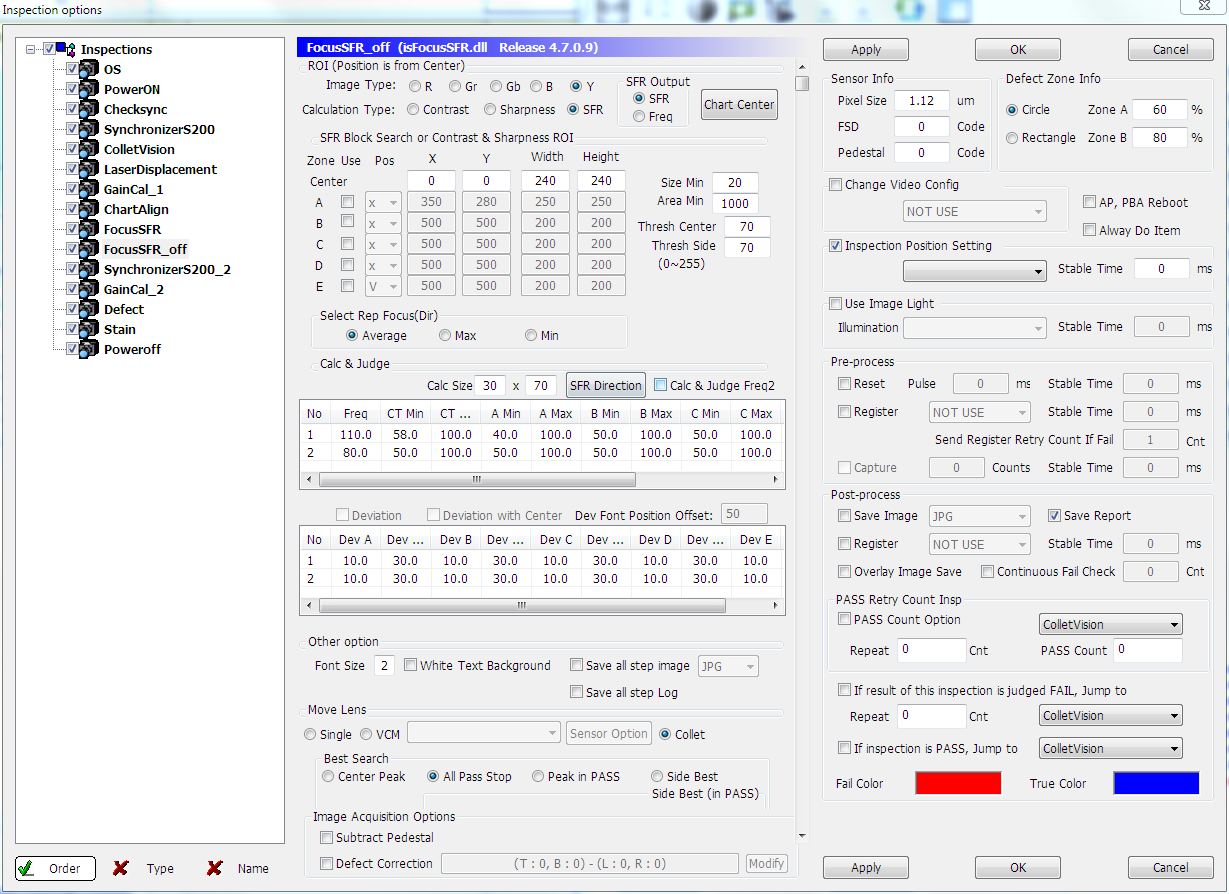 Inspection options
Inspections
OS
PowerON
Checksync
SynchronizerS200
ColletVision
LaserDisplacement
GainCal_1
ChartAlign
FocusSFR
FocusSFR_off
SynchronizerS200_2
GainCal_2
Defect
Stain
Poweroff
Order Type Name
FocusSFR_off (isFocusSFR.dll Release 4.7.0.9)
ROI (Position is from Center)
Image Type: R Gr Gb B Y
Calculation Type: Contrast Sharpness SFR
SFR Output
SFR
Freq
Chart Center
SFR Block Search or Contrast & Sharpness ROI
Zone Use Pos X Y Width Height
Center 0 0 240 240
A x 350 280 250 250
B x 500 500 200 200
C x 500 500 200 200
D x 500 500 200 200
E V 500 500 200 200
Size Min 20
Area Min 1000
Thresh Center 70
Thresh Side 70
(0~255)
Select Rep Focus(Dir)
Average Max Min
Calc & Judge
Calc Size 30 x 70 SFR Direction Calc & Judge Freq2
No Freq CT Min CT ... A Min A Max B Min B Max C Min C Max
1 110.0 58.0 100.0 40.0 100.0 50.0 100.0 50.0 100.0
2 80.0 50.0 100.0 50.0 100.0 50.0 100.0 50.0 100.0
Deviation Deviation with Center Dev Font Position Offset: 50
No Dev A Dev ... Dev B Dev ... Dev C Dev ... Dev D Dev ... Dev E
1 10.0 30.0 10.0 30.0 10.0 30.0 10.0 30.0 10.0
2 10.0 30.0 10.0 30.0 10.0 30.0 10.0 30.0 10.0
Other option
Font Size 2 White Text Background Save all step image JPG
Save all step Log
Move Lens
Single VCM Sensor Option Collet
Best Search
Center Peak All Pass Stop Peak in PASS Side Best
Side Best (in PASS)
Image Acquisition Options
Subtract Pedestal
Defect Correction (T : 0, B : 0) - (L : 0, R : 0) Modify
Apply OK Cancel
Sensor Info
Pixel Size 1.12 um
FSD 0 Code
Pedestal 0 Code
Defect Zone Info
Circle Zone A 60 %
Rectangle Zone B 80 %
Change Video Config
NOT USE
AP, PBA Reboot
Alway Do Item
Inspection Position Setting
Stable Time 0 ms
Use Image Light
Illumination Stable Time 0 ms
Pre-process
Reset Pulse 0 ms Stable Time 0 ms
Register NOT USE Stable Time 0 ms
Send Register Retry Count If Fail 1 Cnt
Capture 0 Counts Stable Time 0 ms
Post-process
Save Image JPG Save Report
Register NOT USE Stable Time 0 ms
Overlay Image Save Continuous Fail Check 0 Cnt
PASS Retry Count Insp
PASS Count Option ColletVision
Repeat 0 Cnt PASS Count 0
If result of this inspection is judged FAIL, Jump to
Repeat 0 Cnt ColletVision
If inspection is PASS, Jump to ColletVision
Fail Color True Color
Apply OK Cancel